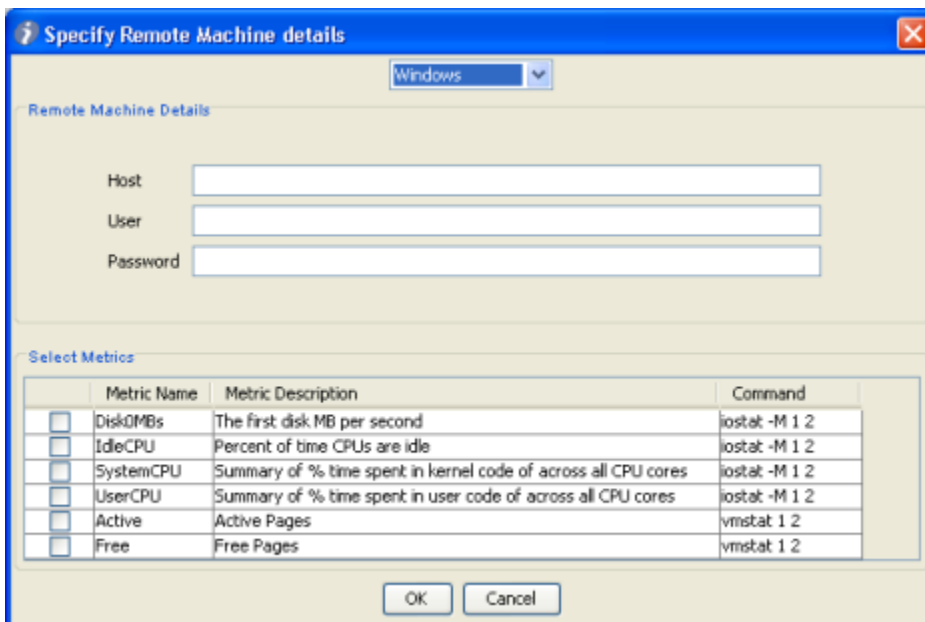 Specify Remote Machine details
Windows
Remote Machine Details
Host
User
Password
Select Metrics
Metric Name Metric Description Command
Disk0MBs The first disk MB per second iostat -M 1 2
IdleCPU Percent of time CPUs are idle iostat -M 1 2
SystemCPU Summary of % time spent in kernel code of across all CPU cores iostat -M 1 2
UserCPU Summary of % time spent in user code of across all CPU cores iostat -M 1 2
Active Active Pages vmstat 1 2
Free Free Pages vmstat 1 2
OK Cancel